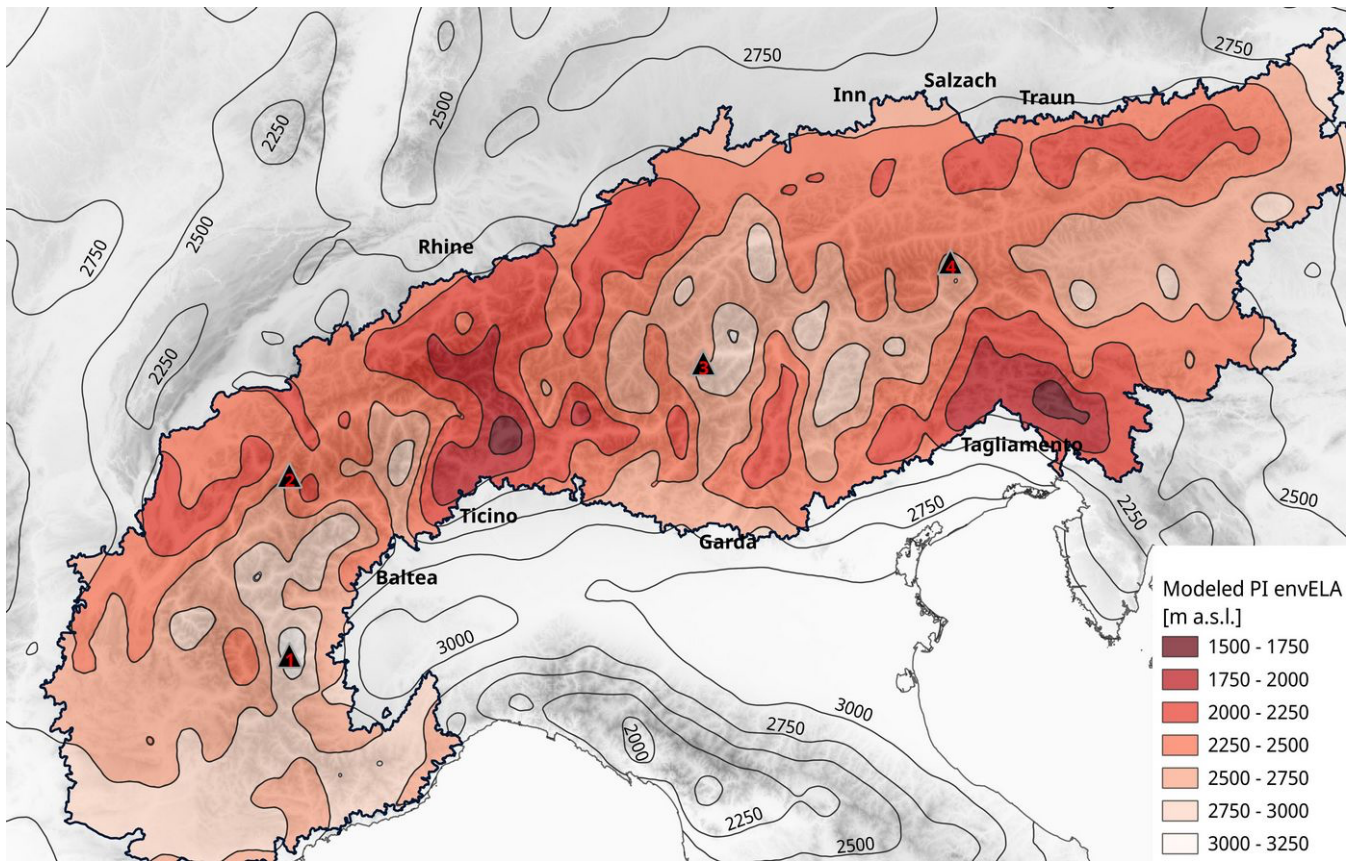 2750
2750
Salzach
Inn
Traun
2250
2500
2750
2500
Rhine
4
2250
3
Tagliamento
2
2500
2750
Ticino
2250
Garda
Baltea
3000
1
3000
2750
2000
2250
2500
Modeled PI envELA
[m a.s.l.]
1500 - 1750
1750 - 2000
2000 - 2250
2250 - 2500
2500 - 2750
2750 - 3000
3000 - 3250